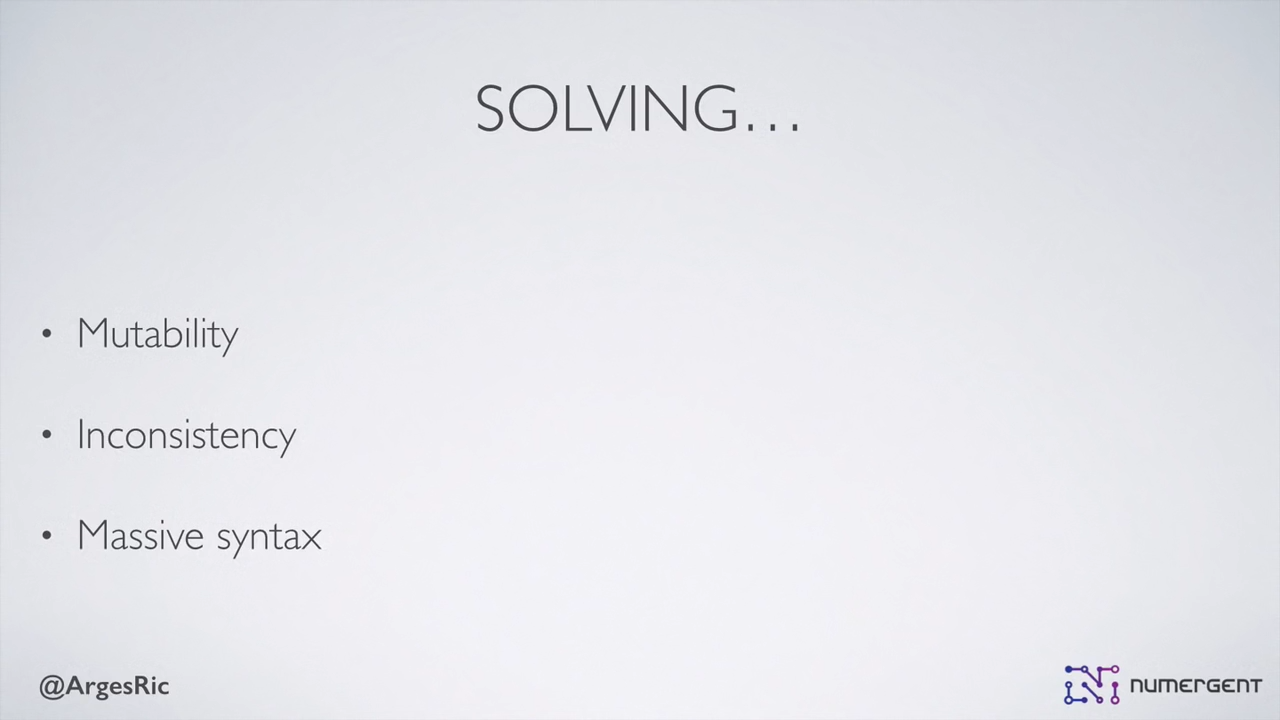 SOLVING…
• Mutability
• Inconsistency
• Massive syntax
@ArgesRic
NUMERGENT